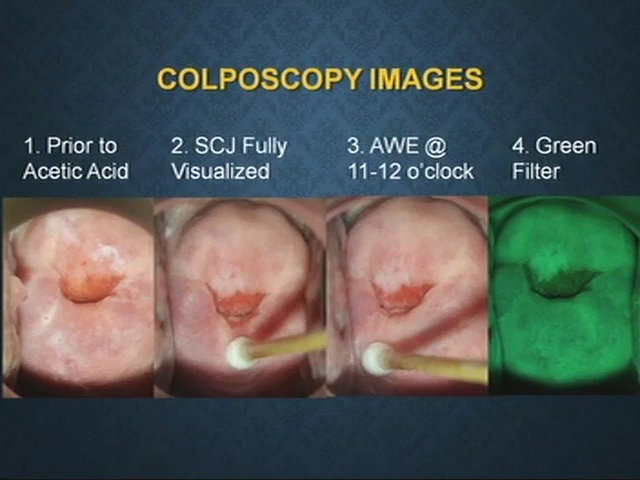 COLPOSCOPY IMAGES
1. Prior to
Acetic Acid
2. SCJ Fully
Visualized
3. AWE @
11-12 o'clock
4. Green
Filter